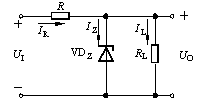 R
+
I_R
I_Z
I_L
+
U_I
VD_Z
R_L
U_O
−
−